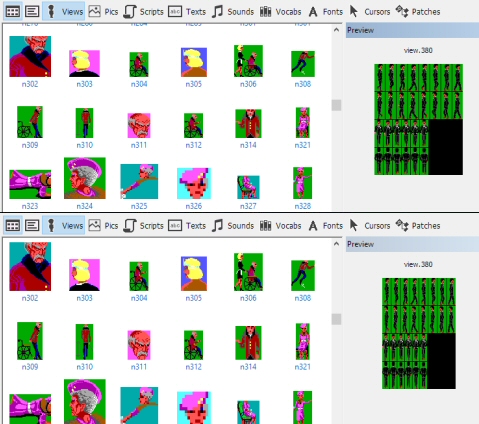 Views Pics Scripts Texts Sounds Vocabs Fonts Cursors Patches
Preview
view.380
n302 n303 n304 n305 n306 n308
n309 n310 n311 n312 n314 n321
n323 n324 n325 n326 n327 n328
Views Pics Scripts Texts Sounds Vocabs Fonts Cursors Patches
Preview
view.380
n302 n303 n304 n305 n306 n308
n309 n310 n311 n312 n314 n321